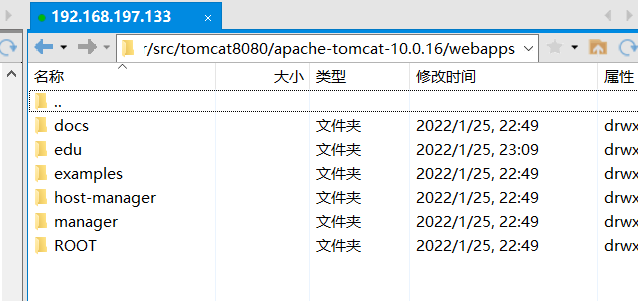 192.168.197.133 ×
r/src/tomcat8080/apache-tomcat-10.0.16/webapps
名称 大小 类型 修改时间 属性
..
docs 文件夹 2022/1/25, 22:49 drwx
edu 文件夹 2022/1/25, 23:09 drwx
examples 文件夹 2022/1/25, 22:49 drwx
host-manager 文件夹 2022/1/25, 22:49 drwx
manager 文件夹 2022/1/25, 22:49 drwx
ROOT 文件夹 2022/1/25, 22:49 drwx